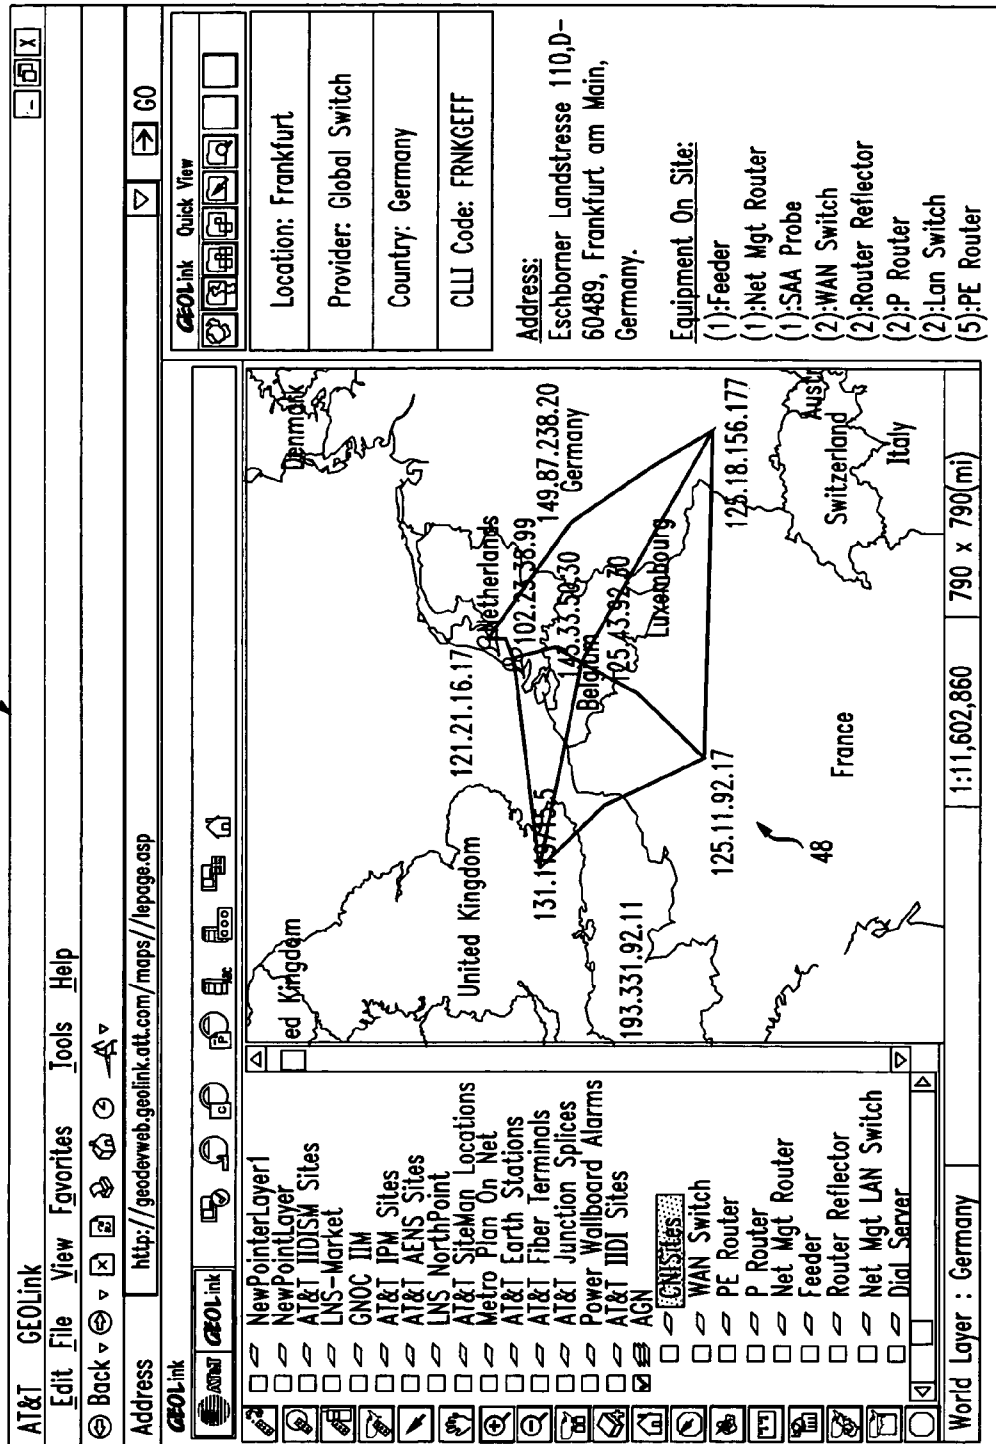 AT&T GEOLink
Edit File View Favorites Tools Help
Back
Address http://geodevweb.geolink.att.com/maps//lepage.asp GO
GEOLink
AT&T GEOLink
GEOLink Quick View
NewPointerLayer1
NewPointLayer
AT&T IIDISM Sites
LNS-Market
GNOC IIM
AT&T IPM Sites
AT&T AENS Sites
LNS NorthPoint
AT&T SiteMan Locations
Metro Plan On Net
AT&T Earth Stations
AT&T Fiber Terminals
AT&T Junction Splices
Power Wallboard Alarms
AT&T IIDI Sites
AGN
CNISites
WAN Switch
PE Router
P Router
Net Mgt Router
Feeder
Router Reflector
Net Mgt LAN Switch
Dial Server
ed Kingdom
United Kingdom
Denmark
Netherlands
Germany
Belgium
Luxembourg
France
Switzerland
Austr
Italy
121.21.16.17
102.23.38.99
149.87.238.20
143.33.50.30
125.43.92.70
193.331.92.11
125.11.92.17
125.18.156.177
48
Location: Frankfurt
Provider: Global Switch
Country: Germany
CLLI Code: FRNKGEFF
Address:
Eschborner Landstresse 110,D-
60489, Frankfurt am Main,
Germany.
Equipment On Site:
(1):Feeder
(1):Net Mgt Router
(1):SAA Probe
(2):WAN Switch
(2):Router Reflector
(2):P Router
(2):Lan Switch
(5):PE Router
World Layer : Germany 1:11,602,860 790 x 790(mi)